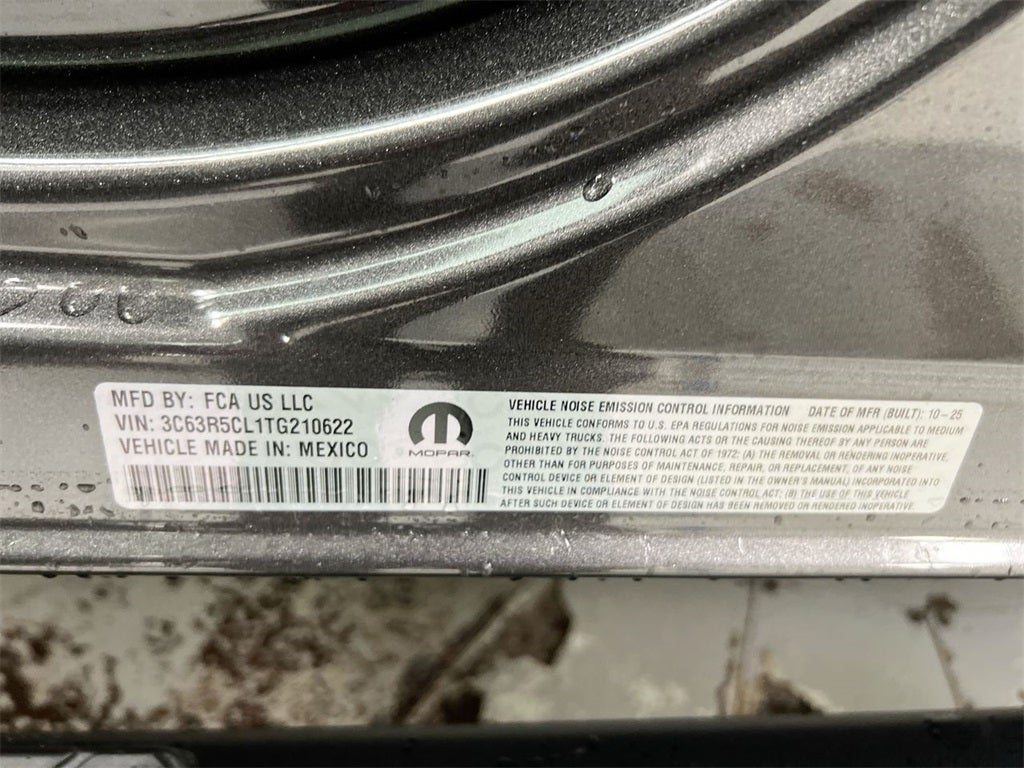 MFD BY: FCA US LLC
VIN: 3C63R5CL1TG210622
VEHICLE MADE IN: MEXICO
MOPAR
VEHICLE NOISE EMISSION CONTROL INFORMATION DATE OF MFR (BUILT): 10-25
THIS VEHICLE CONFORMS TO U.S. EPA REGULATIONS FOR NOISE EMISSION APPLICABLE TO MEDIUM
AND HEAVY TRUCKS. THE FOLLOWING ACTS OR THE CAUSING THEREOF BY ANY PERSON ARE
PROHIBITED BY THE NOISE CONTROL ACT OF 1972: (A) THE REMOVAL OR RENDERING INOPERATIVE,
OTHER THAN FOR PURPOSES OF MAINTENANCE, REPAIR, OR REPLACEMENT, OF ANY NOISE
CONTROL DEVICE OR ELEMENT OF DESIGN (LISTED IN THE OWNER'S MANUAL) INCORPORATED INTO
THIS VEHICLE IN COMPLIANCE WITH THE NOISE CONTROL ACT; (B) THE USE OF THIS VEHICLE
AFTER SUCH DEVICE OR ELEMENT OF DESIGN HAS BEEN REMOVED OR RENDERED INOPERATIVE.